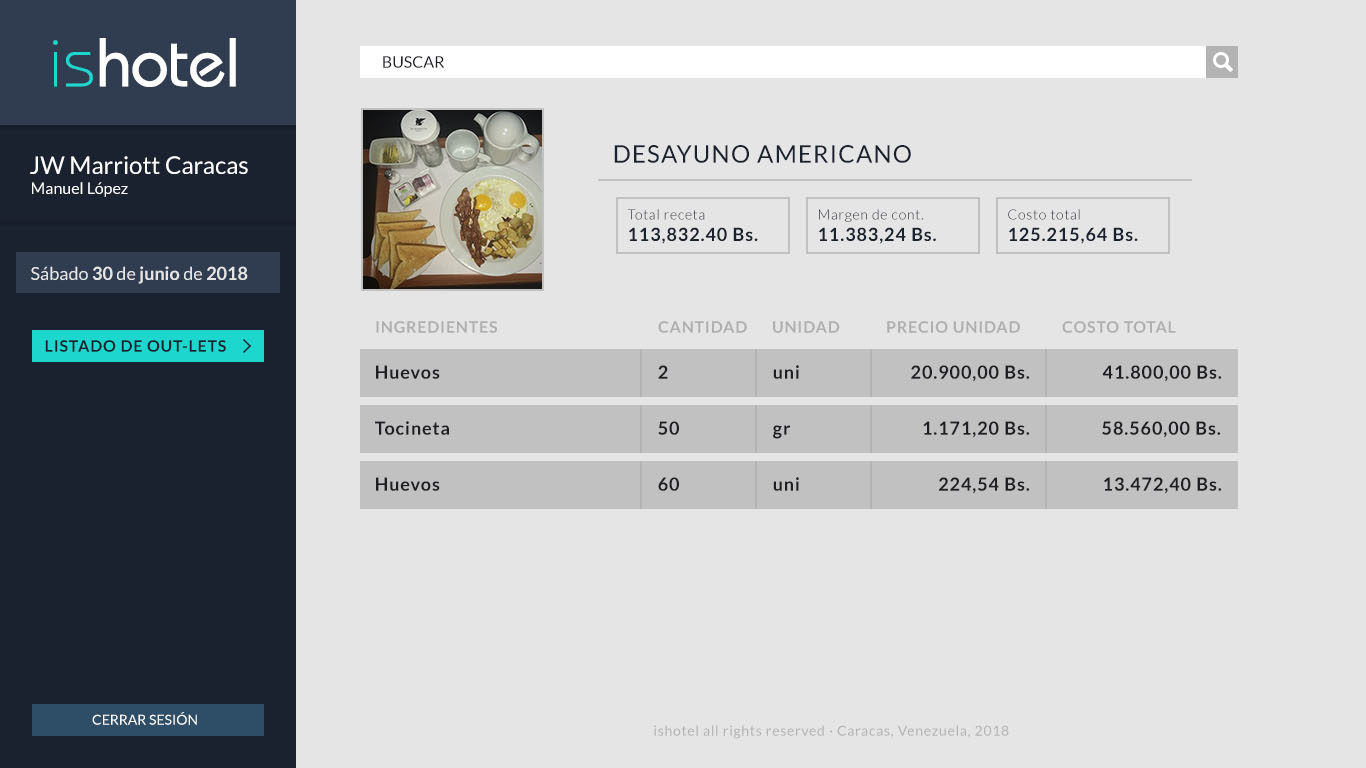 ishotel
JW Marriott Caracas
Manuel López
Sábado 30 de junio de 2018
LISTADO DE OUT-LETS
CERRAR SESIÓN
BUSCAR
DESAYUNO AMERICANO
Total receta
113,832.40 Bs.
Margen de cont.
11.383,24 Bs.
Costo total
125.215,64 Bs.
INGREDIENTES CANTIDAD UNIDAD PRECIO UNIDAD COSTO TOTAL
Huevos 2 uni 20.900,00 Bs. 41.800,00 Bs.
Tocineta 50 gr 1.171,20 Bs. 58.560,00 Bs.
Huevos 60 uni 224,54 Bs. 13.472,40 Bs.
ishotel all rights reserved · Caracas, Venezuela, 2018